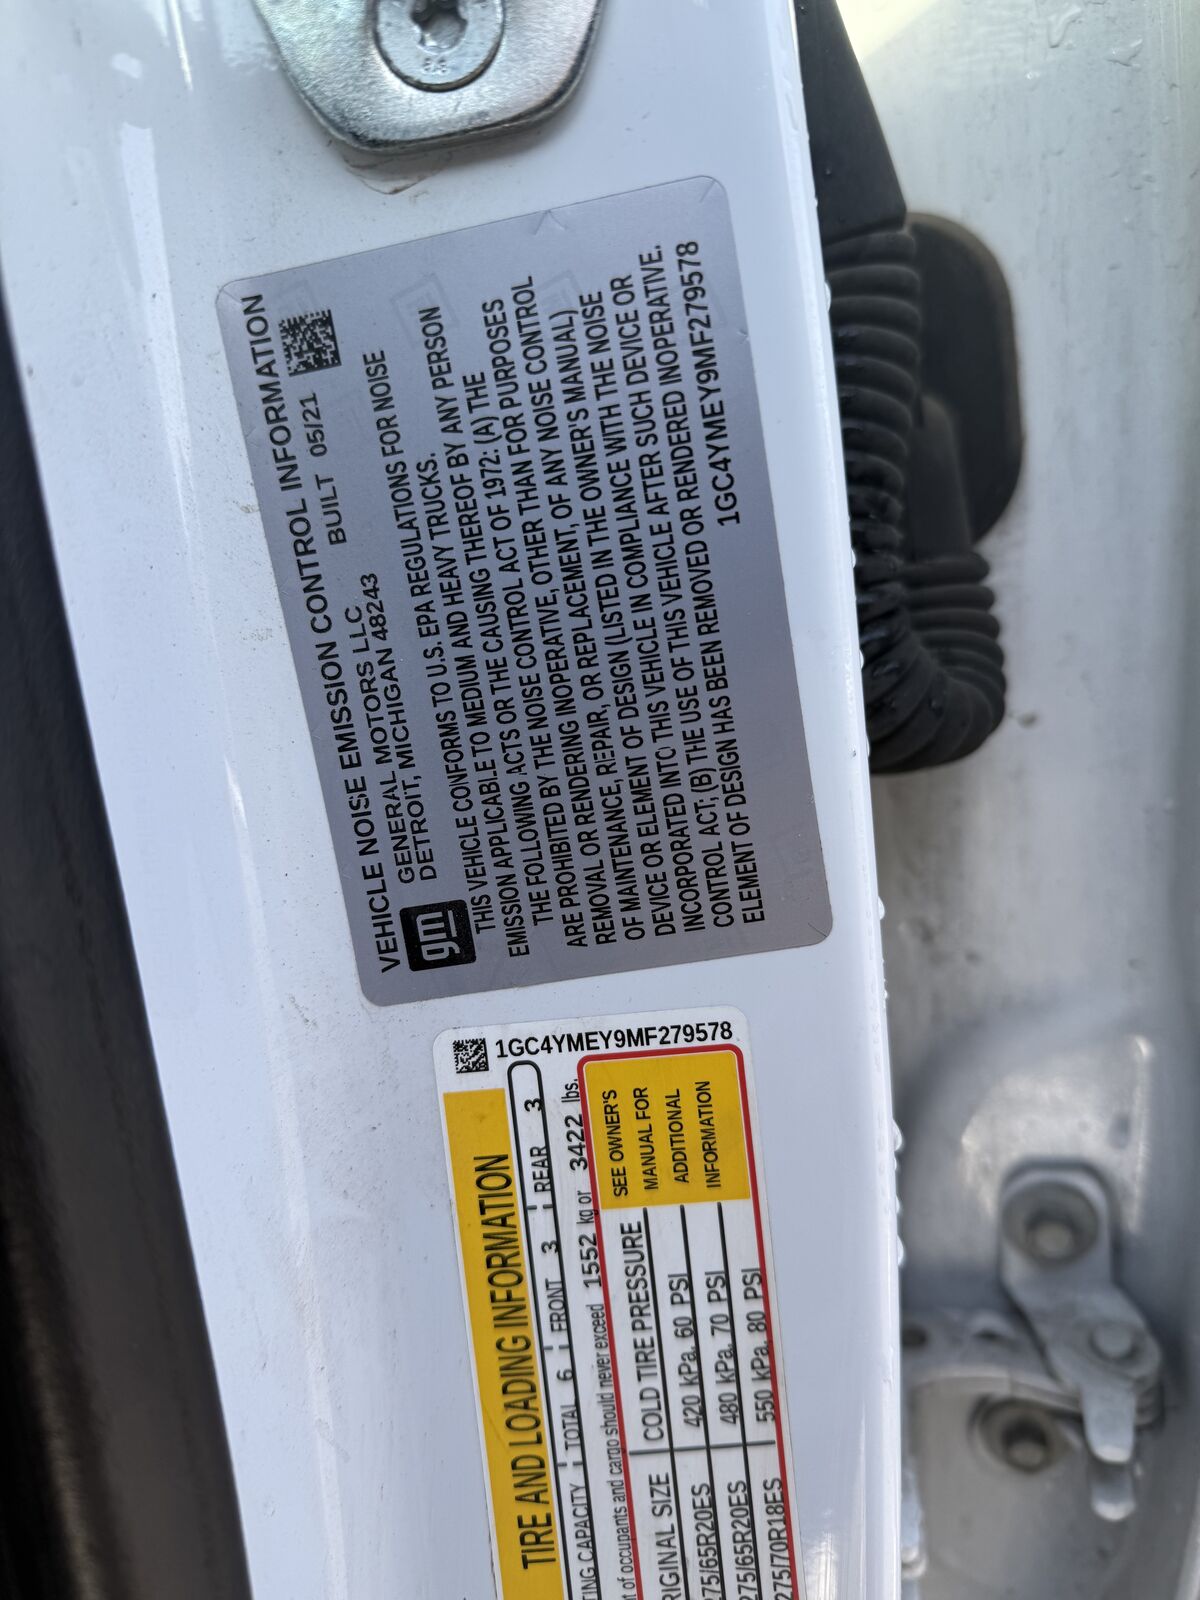 VEHICLE NOISE EMISSION CONTROL INFORMATION
gm
GENERAL MOTORS LLC
DETROIT, MICHIGAN 48243
BUILT 05/21
THIS VEHICLE CONFORMS TO U.S. EPA REGULATIONS FOR NOISE
EMISSION APPLICABLE TO MEDIUM AND HEAVY TRUCKS.
THE FOLLOWING ACTS OR THE CAUSING THEREOF BY ANY PERSON
ARE PROHIBITED BY THE NOISE CONTROL ACT OF 1972: (A) THE
REMOVAL OR RENDERING INOPERATIVE, OTHER THAN FOR PURPOSES
OF MAINTENANCE, REPAIR, OR REPLACEMENT, OF ANY NOISE CONTROL
DEVICE OR ELEMENT OF DESIGN (LISTED IN THE OWNER'S MANUAL)
INCORPORATED INTO THIS VEHICLE IN COMPLIANCE WITH THE NOISE
CONTROL ACT; (B) THE USE OF THIS VEHICLE AFTER SUCH DEVICE OR
ELEMENT OF DESIGN HAS BEEN REMOVED OR RENDERED INOPERATIVE.
1GC4YMEY9MF279578
1GC4YMEY9MF279578
TIRE AND LOADING INFORMATION
CAPACITY TOTAL 6 FRONT 3 REAR 3
of occupants and cargo should never exceed 1552 kg or 3422 lbs.
SIZE COLD TIRE PRESSURE
275/65R20ES 420 kPa, 60 PSI
275/65R20ES 480 kPa, 70 PSI
275/70R18ES 550 kPa, 80 PSI
SEE OWNER'S
MANUAL FOR
ADDITIONAL
INFORMATION